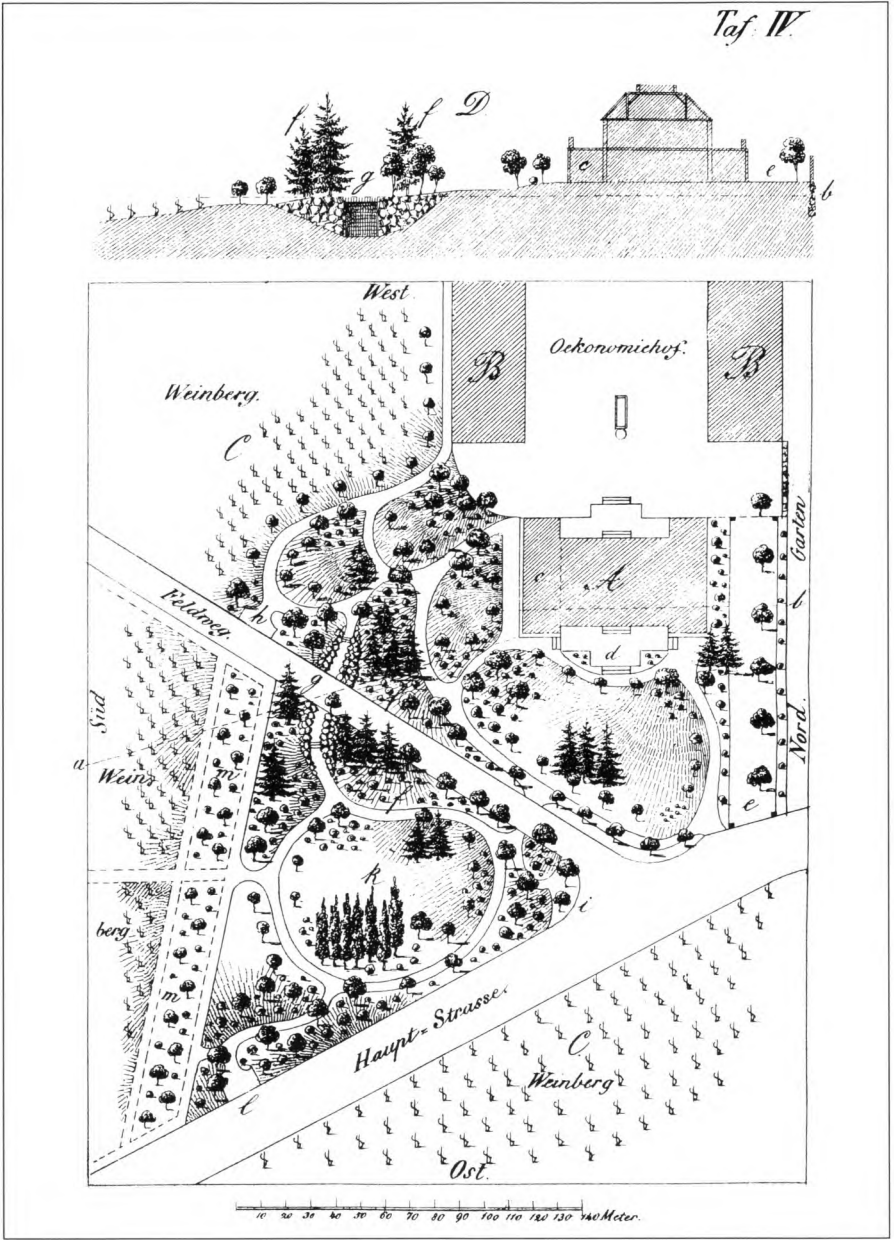 Taf. IV.
f f D
g c e b
West.
B Oekonomiehof. B
Weinberg.
C
Garten
c A
Feldweg.
h b
d
g
Süd
Nord.
a
Wein=
m
f e
k
berg
i
m
Haupt=Strasse.
C.
Weinberg
l
Ost.
10 20 30 40 50 60 70 80 90 100 110 120 130 140 Meter.